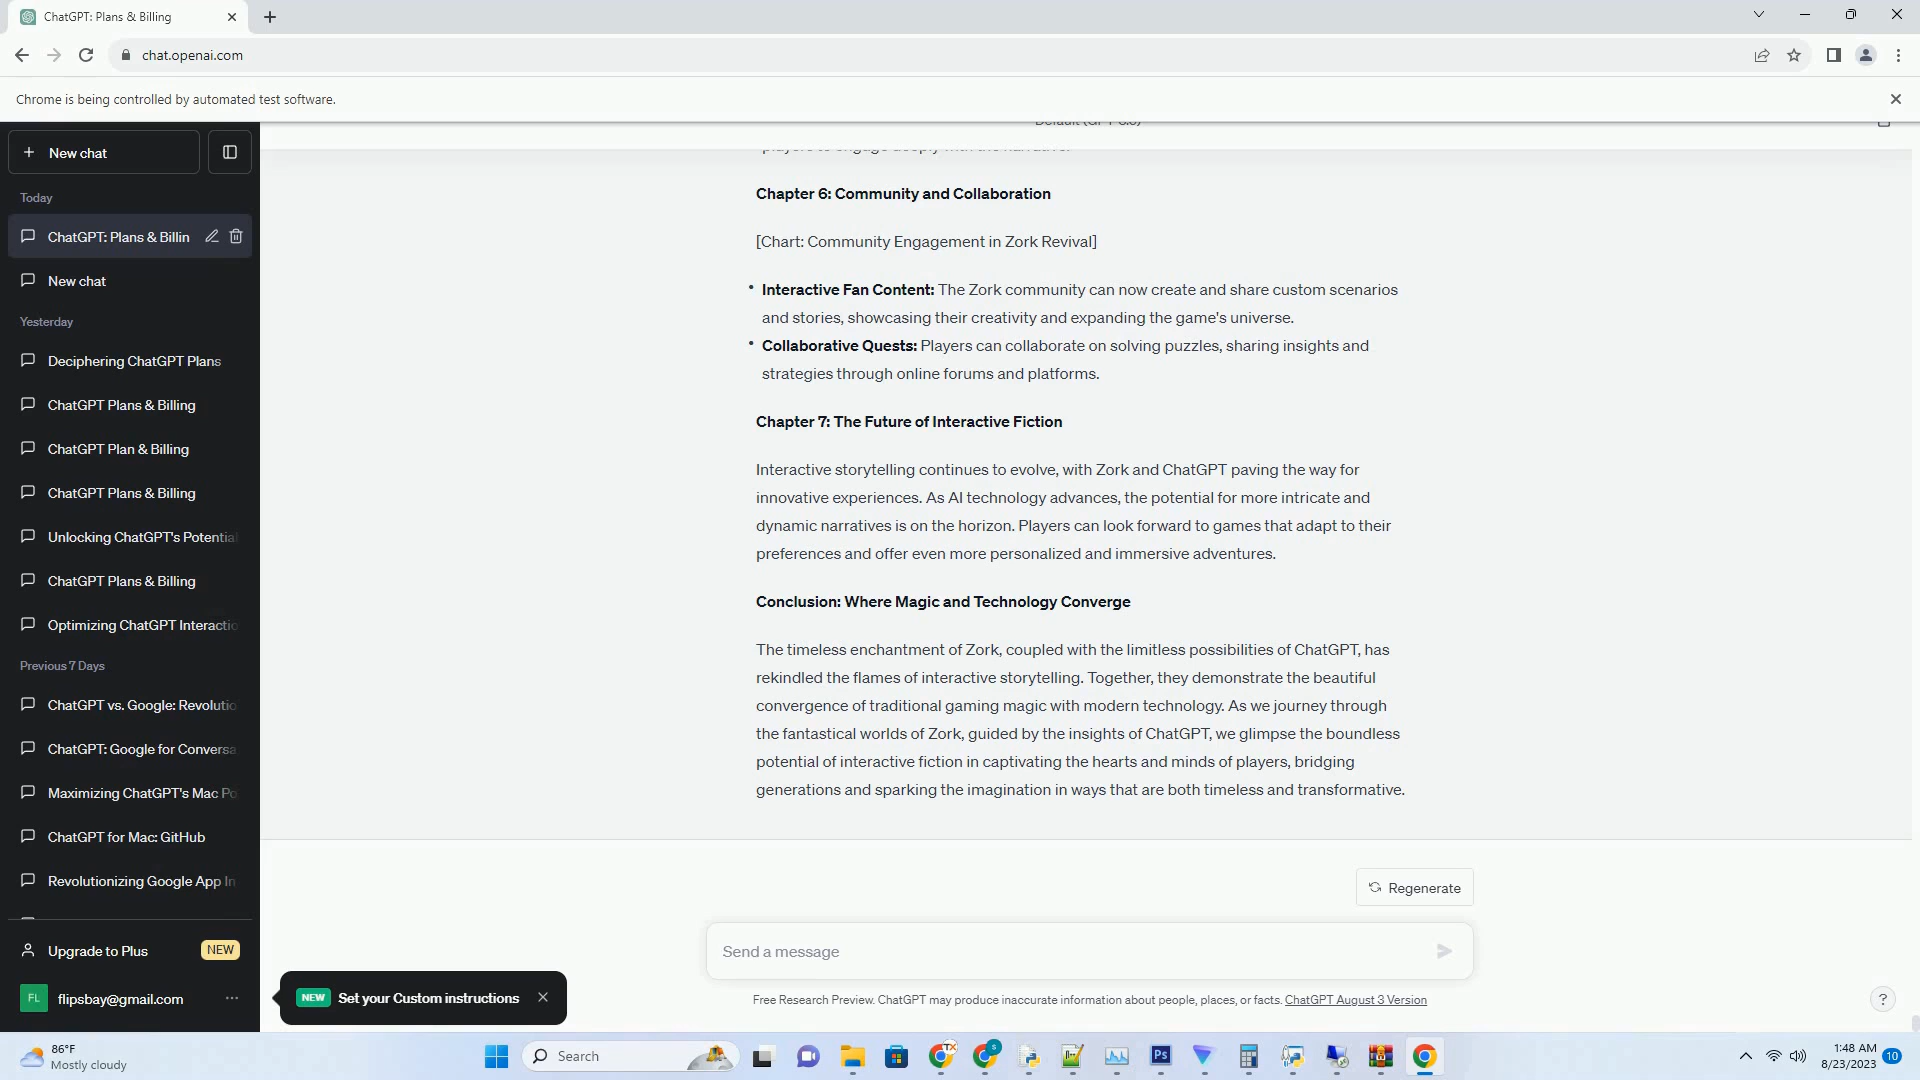 ChatGPT: Plans & Billing
chat.openai.com
Chrome is being controlled by automated test software.
New chat
Today
ChatGPT: Plans & Billin
New chat
Yesterday
Deciphering ChatGPT Plans
ChatGPT Plans & Billing
ChatGPT Plan & Billing
ChatGPT Plans & Billing
Unlocking ChatGPT's Potential
ChatGPT Plans & Billing
Optimizing ChatGPT Interactio
Previous 7 Days
ChatGPT vs. Google: Revolutio
ChatGPT: Google for Conversa
Maximizing ChatGPT's Mac Po
ChatGPT for Mac: GitHub
Revolutionizing Google App In
Upgrade to Plus NEW
FL flipsbay@gmail.com
NEW Set your Custom instructions
players to engage deeply with the narrative.
Chapter 6: Community and Collaboration
[Chart: Community Engagement in Zork Revival]
• Interactive Fan Content: The Zork community can now create and share custom scenarios
and stories, showcasing their creativity and expanding the game's universe.
• Collaborative Quests: Players can collaborate on solving puzzles, sharing insights and
strategies through online forums and platforms.
Chapter 7: The Future of Interactive Fiction
Interactive storytelling continues to evolve, with Zork and ChatGPT paving the way for
innovative experiences. As AI technology advances, the potential for more intricate and
dynamic narratives is on the horizon. Players can look forward to games that adapt to their
preferences and offer even more personalized and immersive adventures.
Conclusion: Where Magic and Technology Converge
The timeless enchantment of Zork, coupled with the limitless possibilities of ChatGPT, has
rekindled the flames of interactive storytelling. Together, they demonstrate the beautiful
convergence of traditional gaming magic with modern technology. As we journey through
the fantastical worlds of Zork, guided by the insights of ChatGPT, we glimpse the boundless
potential of interactive fiction in captivating the hearts and minds of players, bridging
generations and sparking the imagination in ways that are both timeless and transformative.
Regenerate
Send a message
Free Research Preview. ChatGPT may produce inaccurate information about people, places, or facts. ChatGPT August 3 Version
?
86°F
Mostly cloudy
Search
TX
S
Ps
1:48 AM
8/23/2023
10